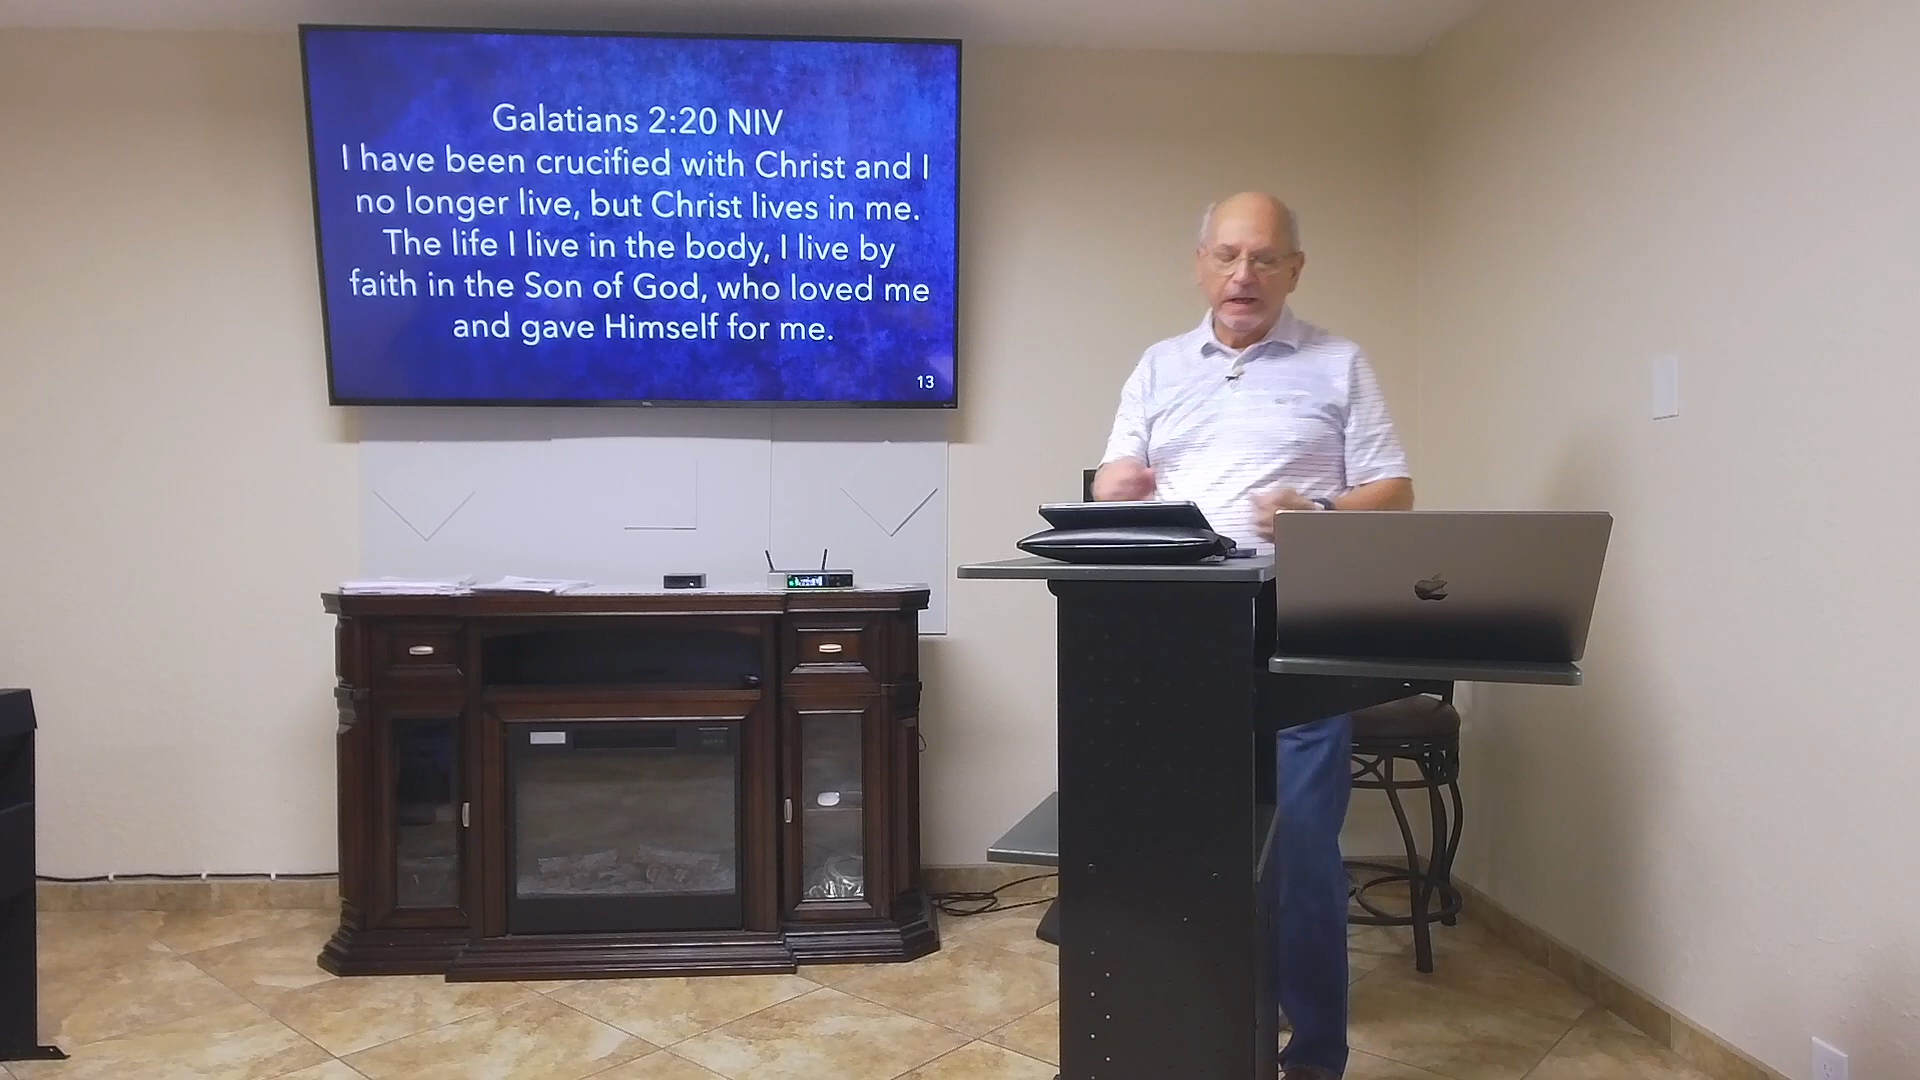 Galatians 2:20 NIV
I have been crucified with Christ and I
no longer live, but Christ lives in me.
The life I live in the body, I live by
faith in the Son of God, who loved me
and gave Himself for me.
13